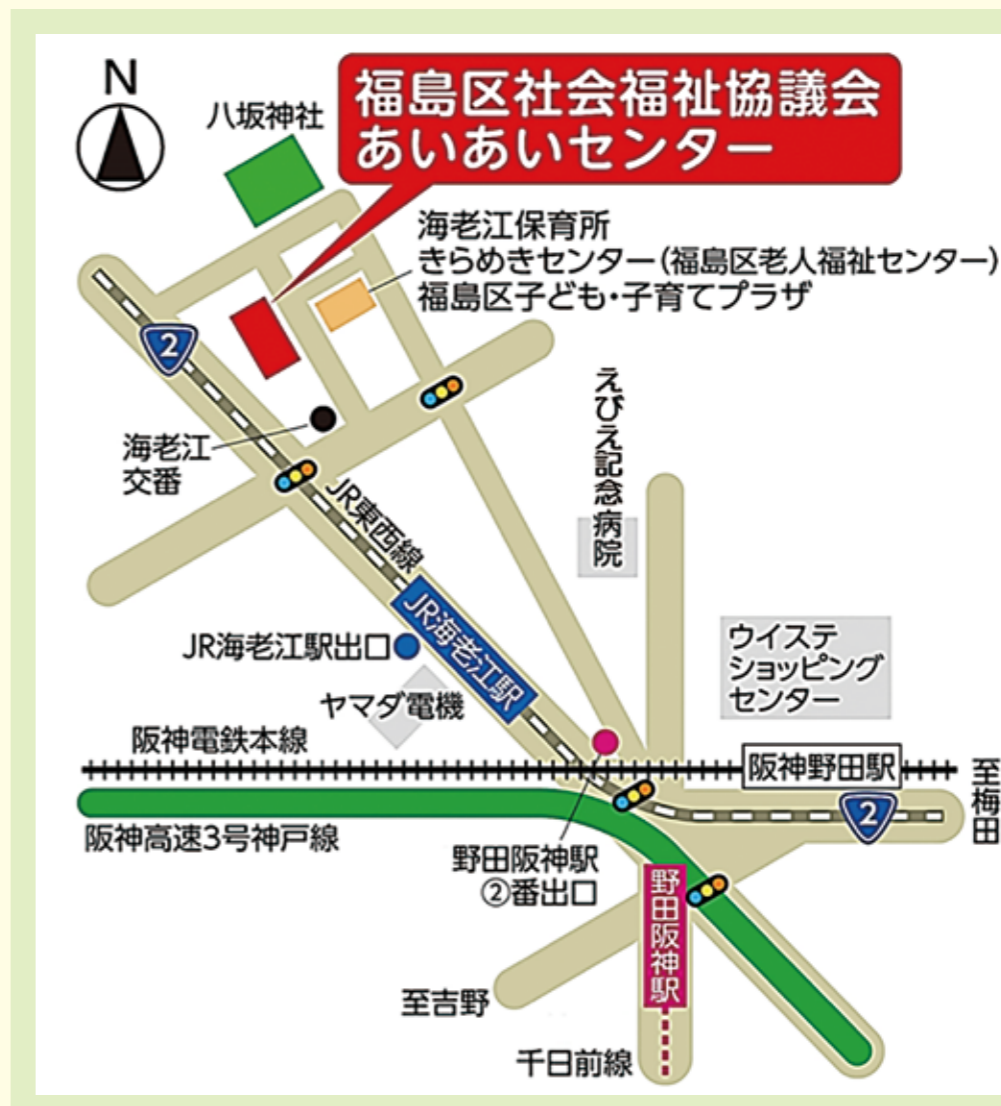 N
八坂神社
福島区社会福祉協議会
あいあいセンター
海老江保育所
きらめきセンター(福島区老人福祉センター)
福島区子ども・子育てプラザ
2
海老江
交番
えびえ記念病院
JR東西線
JR海老江駅
JR海老江駅出口
ヤマダ電機
ウイステ
ショッピング
センター
阪神電鉄本線
阪神野田駅
至梅田
2
阪神高速3号神戸線
野田阪神駅
②番出口
野田阪神駅
至吉野
千日前線